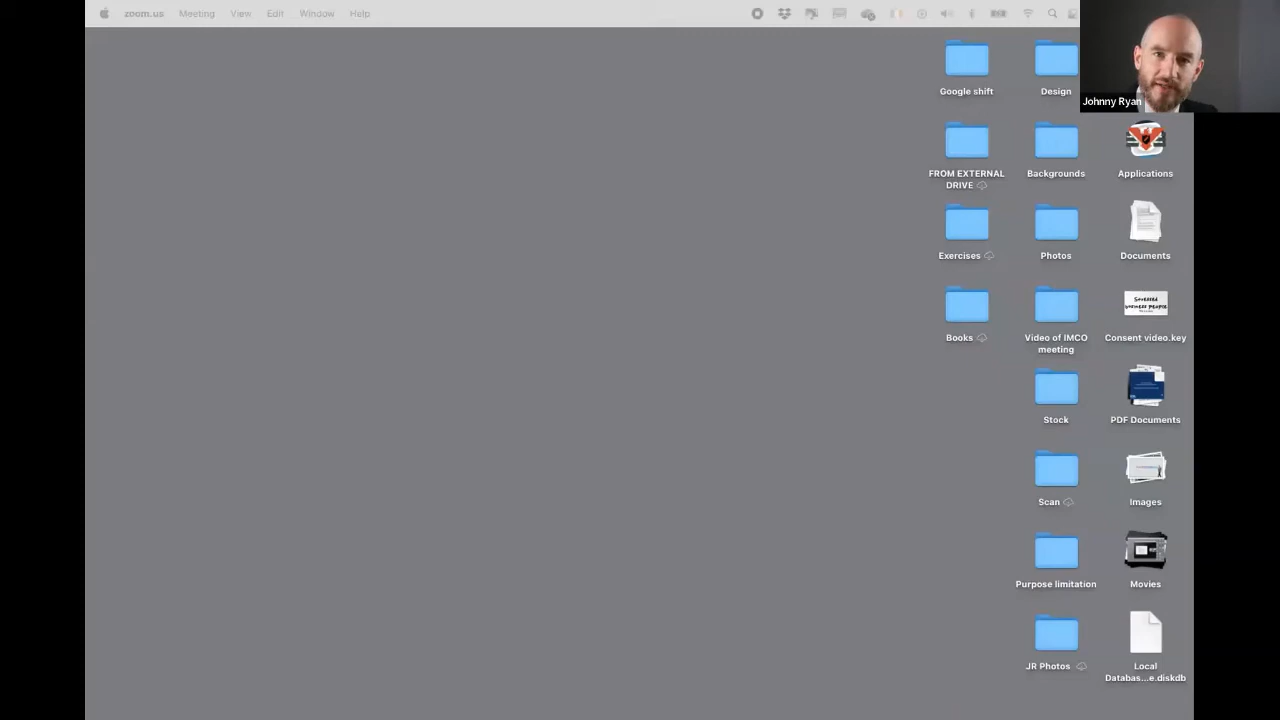 zoom.us Meeting View Edit Window Help
Johnny Ryan
Google shift
Design
FROM EXTERNAL
DRIVE
Backgrounds
Applications
Exercises
Photos
Documents
Books
Video of IMCO
meeting
Consent video.key
Stock
PDF Documents
Scan
Images
Purpose limitation
Movies
JR Photos
Local
Databas...e.diskdb